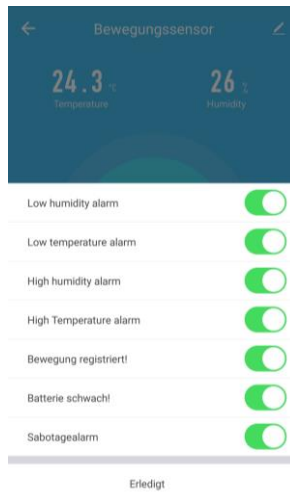 Bewegungssensor
24.3 °C 26 %
Temperature Humidity
Low humidity alarm
Low temperature alarm
High humidity alarm
High Temperature alarm
Bewegung registriert!
Batterie schwach!
Sabotagealarm
Erledigt